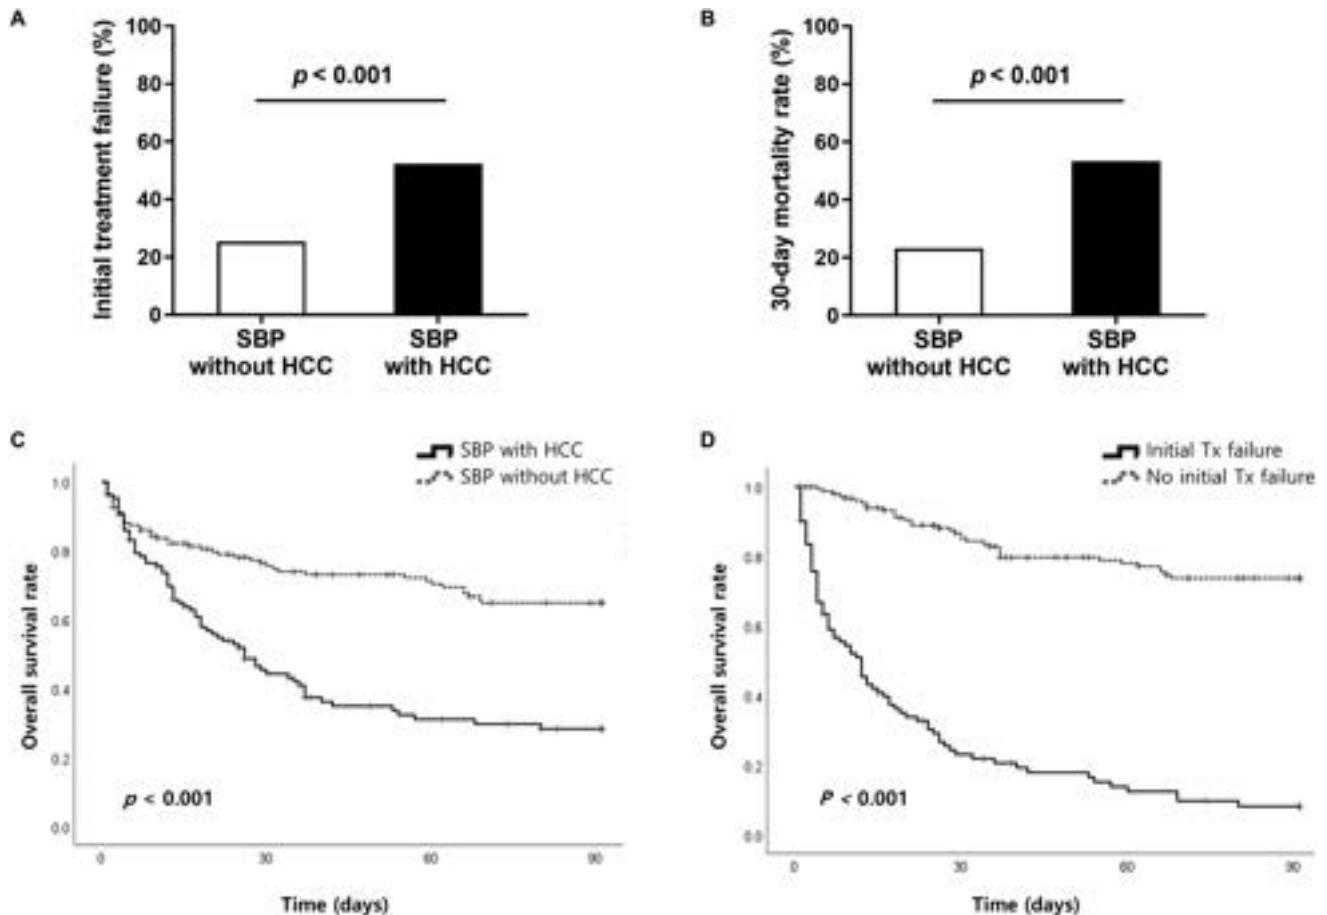 A
Initial treatment failure (%)
100
80
60
40
20
0
p < 0.001
SBP
without HCC
SBP
with HCC
B
30-day mortality rate (%)
100
80
60
40
20
0
p < 0.001
SBP
without HCC
SBP
with HCC
C
SBP with HCC
SBP without HCC
Overall survival rate
1.0
0.8
0.6
0.4
0.2
0.0
p < 0.001
0
30
60
90
Time (days)
D
Initial Tx failure
No initial Tx failure
Overall survival rate
1.0
0.8
0.6
0.4
0.2
0.0
P < 0.001
0
30
60
90
Time (days)